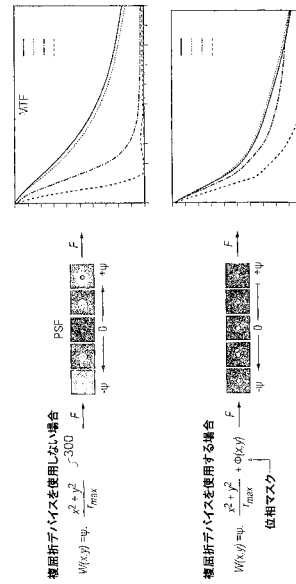 複屈折デバイスを使用しない場合
PSF
MTF
W(x,y)=ψ· x²+y² / r_max
300
F
F
-ψ
0
+ψ
複屈折デバイスを使用する場合
W(x,y)=ψ· x²+y² / r_max + Φ(x,y)
位相マスク
F
F
-ψ
0
+ψ